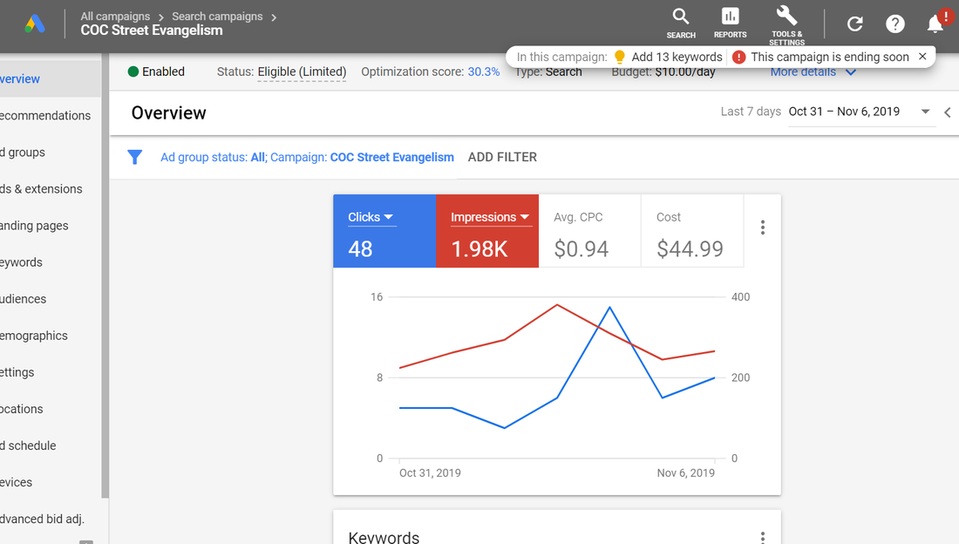 All campaigns > Search campaigns >
COC Street Evangelism
SEARCH
REPORTS
TOOLS &
SETTINGS
!
In this campaign: Add 13 keywords ! This campaign is ending soon ×
verview
ecommendations
d groups
ds & extensions
anding pages
eywords
udiences
emographics
ettings
ocations
d schedule
evices
dvanced bid adj.
Enabled Status: Eligible (Limited) Optimization score: 30.3% Type: Search Budget: $10.00/day More details
Overview
Last 7 days Oct 31 – Nov 6, 2019
Ad group status: All; Campaign: COC Street Evangelism ADD FILTER
Clicks Impressions Avg. CPC Cost
48 1.98K $0.94 $44.99
16 400
8 200
0 0
Oct 31, 2019 Nov 6, 2019
Keywords